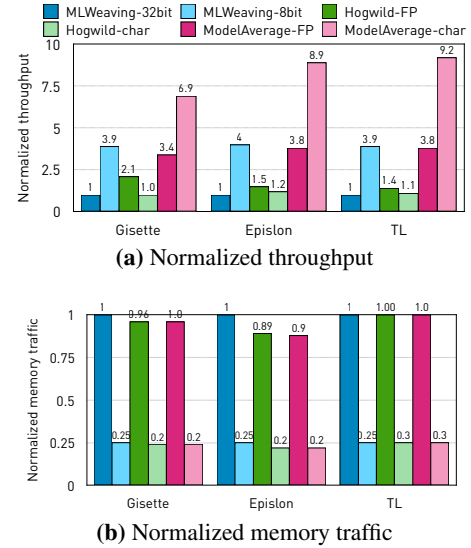 MLWeaving-32bit MLWeaving-8bit Hogwild-FP
Hogwild-char ModelAverage-FP ModelAverage-char
Normalized throughput
10
7.5
5
2.5
0
1 3.9 2.1 1.0 3.4 6.9
1 4 1.5 1.2 3.8 8.9
1 3.9 1.4 1.1 3.8 9.2
Gisette Epislon TL
(a) Normalized throughput
Normalized memory traffic
1
0.75
0.5
0.25
0
1 0.25 0.96 0.2 1.0 0.2
1 0.25 0.89 0.2 0.9 0.2
1 0.25 1.00 0.3 1.0 0.3
Gisette Epislon TL
(b) Normalized memory traffic